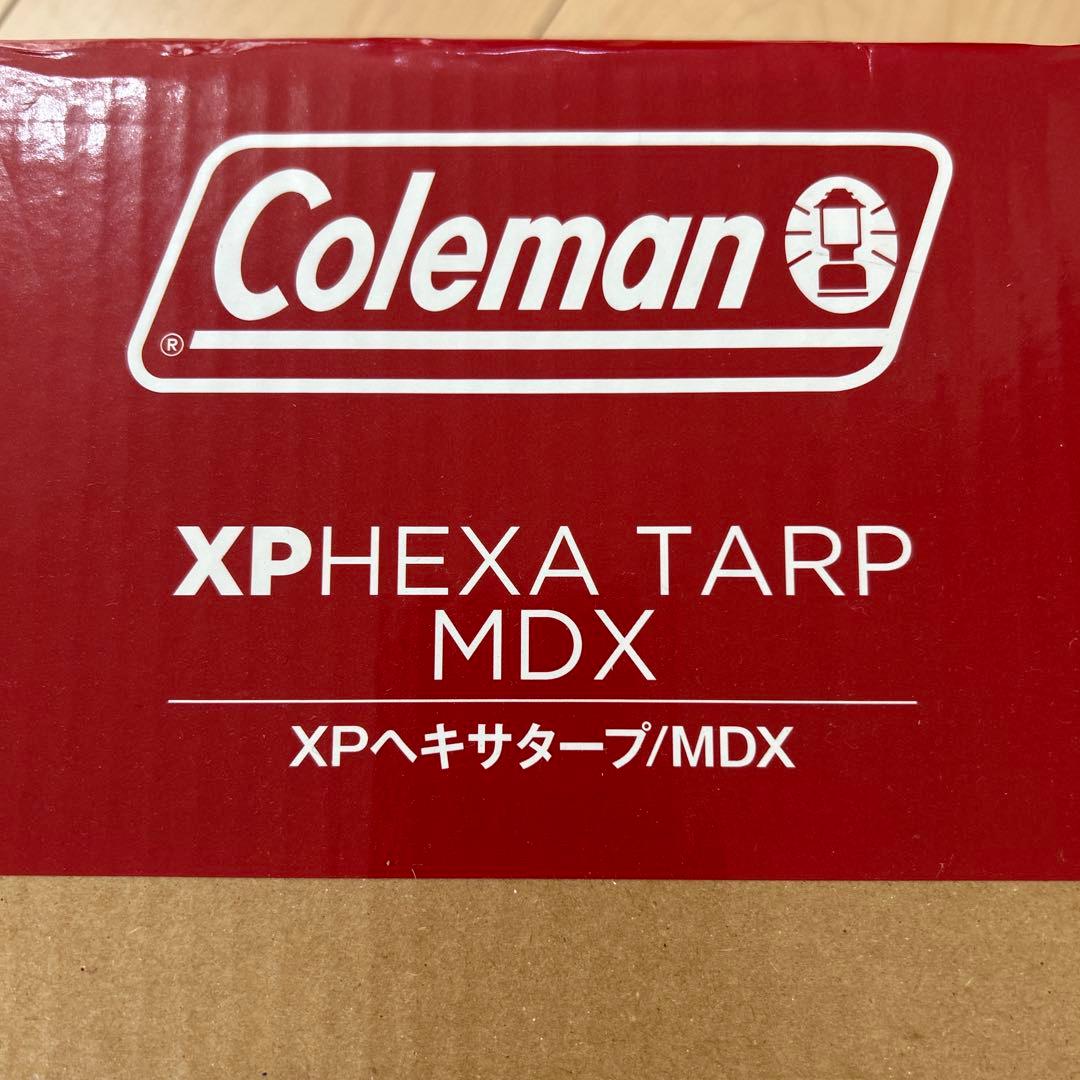 Coleman
®
XPHEXA TARP
MDX
XPヘキサタープ/MDX